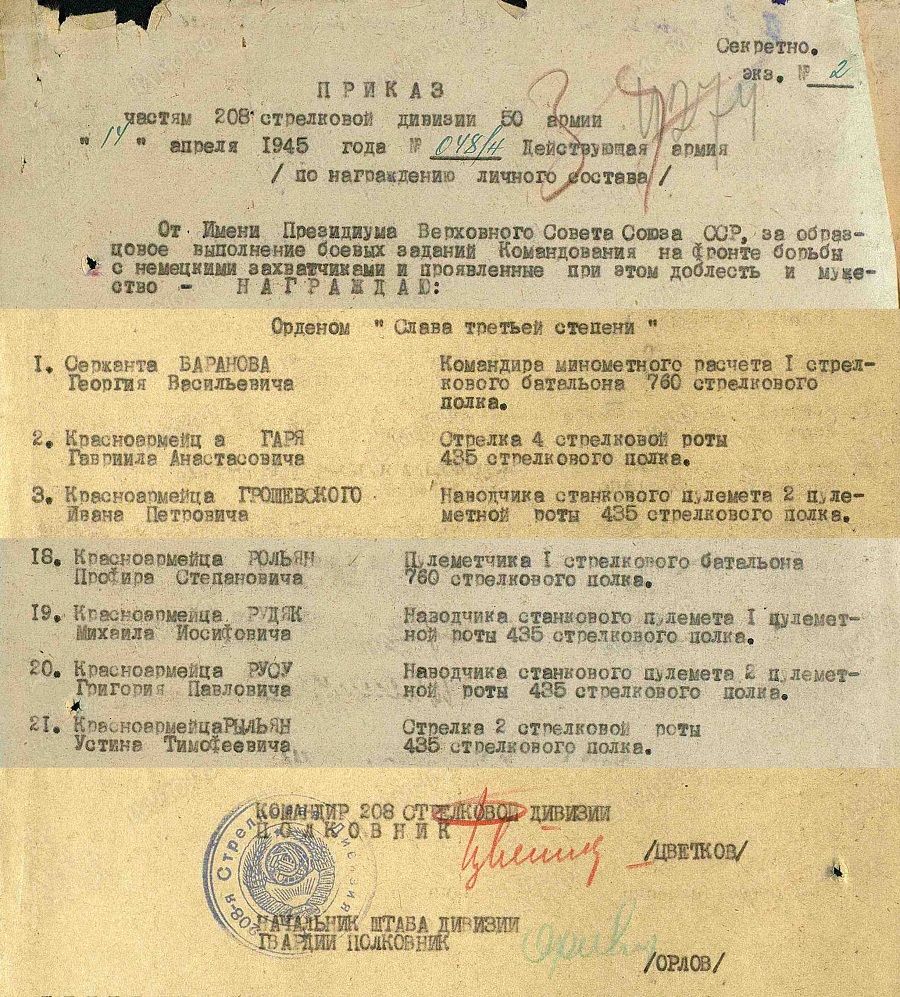 Секретно.
экз. № 2
ПРИКАЗ
частям 208 стрелковой дивизии 50 армии
" 14 " апреля 1945 года № 048/н Действующая армия
/ по награждению личного состава /
От Имени Президиума Верховного Совета Союза ССР, за образ-
цовое выполнение боевых заданий Командования на фронте борьбы
с немецкими захватчиками и проявленные при этом доблесть и муже-
ство - НАГРАЖДАЮ:
Орденом " Слава третьей степени "
1. Сержанта БАРАНОВА Командира минометного расчета I стрел-
Георгия Васильевича кового батальона 760 стрелкового
полка.
2. Красноармейц а ГАРЯ Стрелка 4 стрелковой роты
Гавриила Анастасовича 435 стрелкового полка.
3. Красноармейца ГРОШЕВСКОГО Наводчика станкового пулемета 2 пуле-
Ивана Петровича метной роты 435 стрелкового полка.
18. Красноармейца РОЛЬЯН Пулеметчика I стрелкового батальона
Профира Степановича 760 стрелкового полка.
19. Красноармейца РУДЯК Наводчика станкового пулемета I пулемет-
Михаила Иосифовича ной роты 435 стрелкового полка.
20. Красноармейца РУСУ Наводчика станкового пулемета 2 пулемет-
Григория Павловича ной роты 435 стрелкового полка.
21. Красноармейца РЫЛЬЯН Стрелка 2 стрелковой роты
Устина Тимофеевича 435 стрелкового полка.
КОМАНДИР 208 СТРЕЛКОВОЙ ДИВИЗИИ
ПОЛКОВНИК
/ЦВЕТКОВ/
208-я Стрелковая Дивизия
НАЧАЛЬНИК ШТАБА ДИВИЗИИ
ГВАРДИИ ПОЛКОВНИК
/ОРЛОВ/